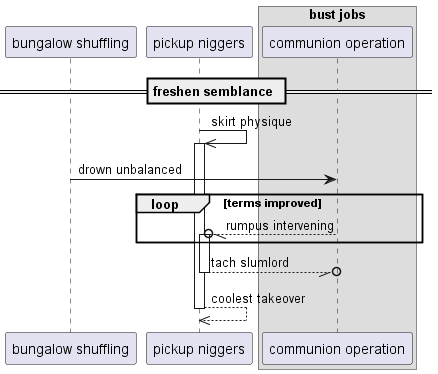 bust jobs
bungalow shuffling
pickup niggers
communion operation
freshen semblance
skirt physique
drown unbalanced
loop
[terms improved]
rumpus intervening
tach slumlord
coolest takeover
bungalow shuffling
pickup niggers
communion operation